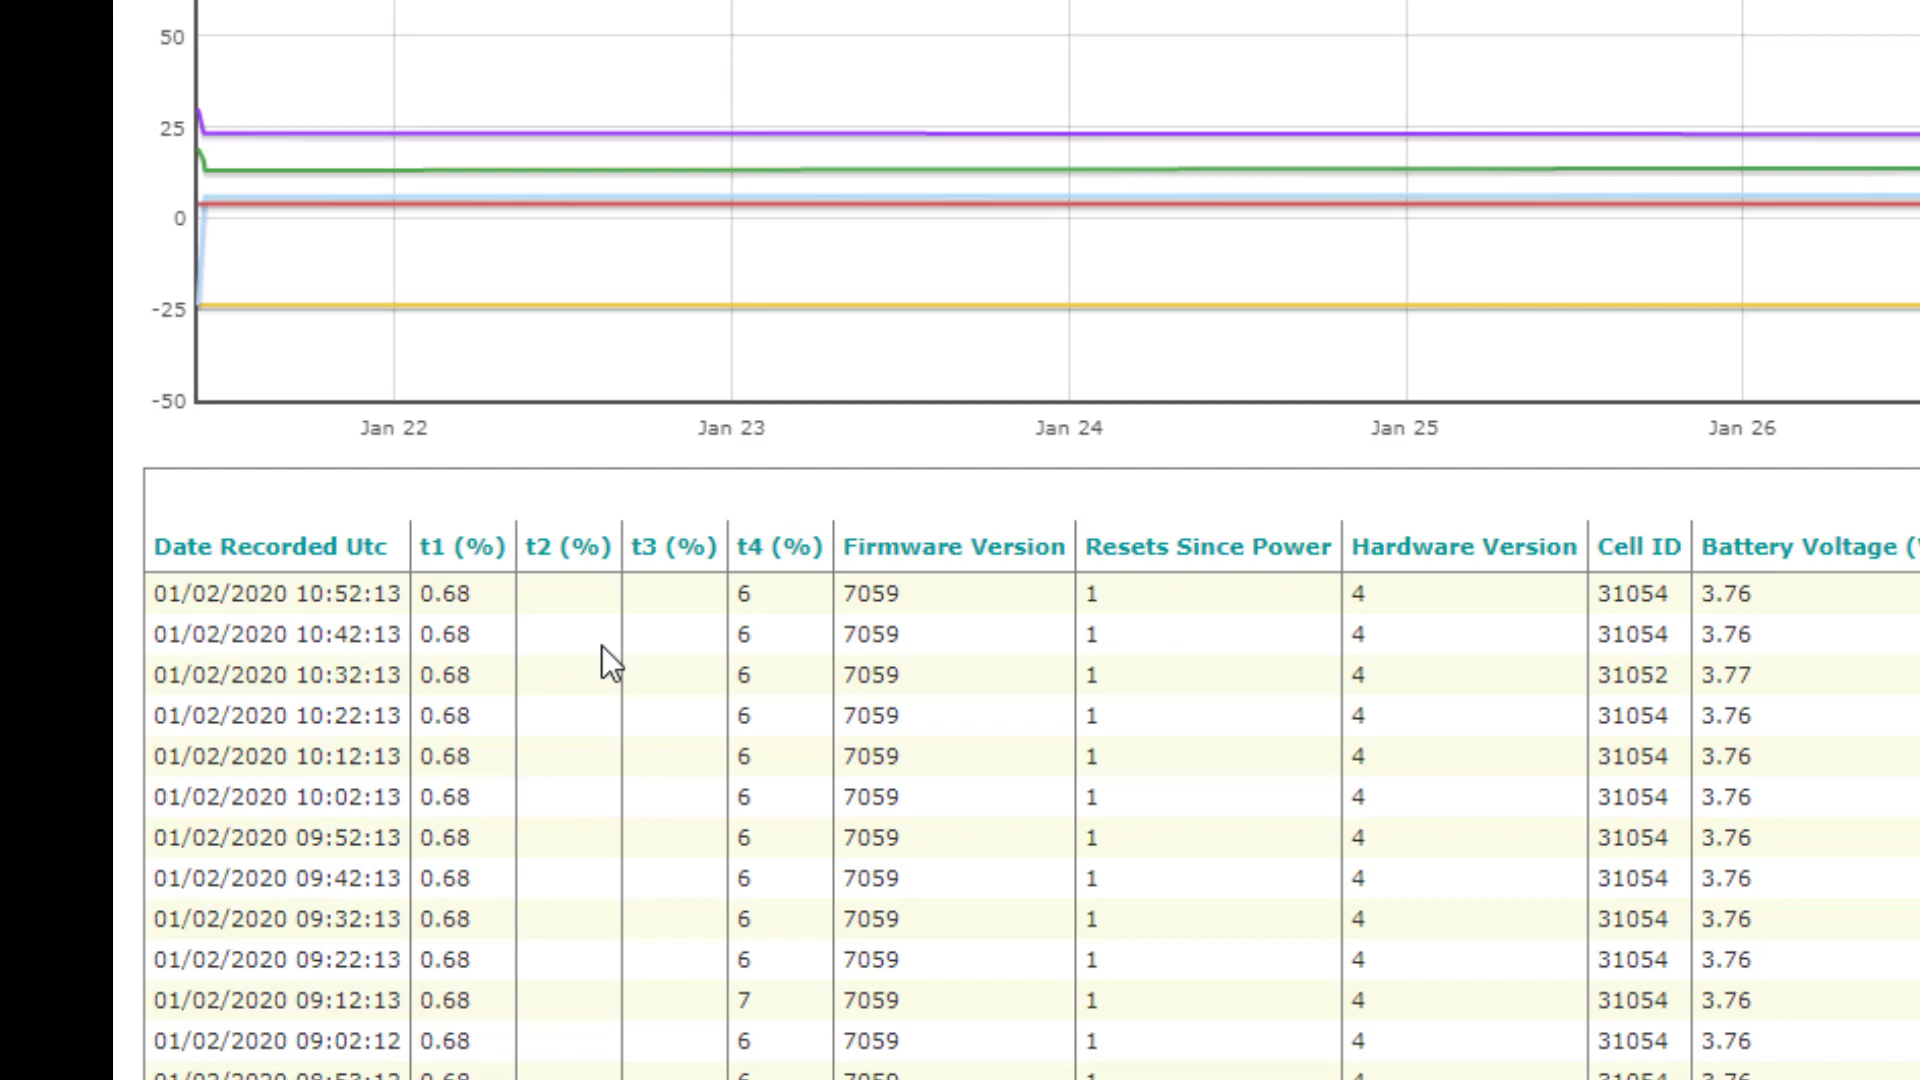 50
25
0
-25
-50
Jan 22 Jan 23 Jan 24 Jan 25 Jan 26
Date Recorded Utc t1 (%) t2 (%) t3 (%) t4 (%) Firmware Version Resets Since Power Hardware Version Cell ID Battery Voltage (
01/02/2020 10:52:13 0.68 6 7059 1 4 31054 3.76
01/02/2020 10:42:13 0.68 6 7059 1 4 31054 3.76
01/02/2020 10:32:13 0.68 6 7059 1 4 31052 3.77
01/02/2020 10:22:13 0.68 6 7059 1 4 31054 3.76
01/02/2020 10:12:13 0.68 6 7059 1 4 31054 3.76
01/02/2020 10:02:13 0.68 6 7059 1 4 31054 3.76
01/02/2020 09:52:13 0.68 6 7059 1 4 31054 3.76
01/02/2020 09:42:13 0.68 6 7059 1 4 31054 3.76
01/02/2020 09:32:13 0.68 6 7059 1 4 31054 3.76
01/02/2020 09:22:13 0.68 6 7059 1 4 31054 3.76
01/02/2020 09:12:13 0.68 7 7059 1 4 31054 3.76
01/02/2020 09:02:12 0.68 6 7059 1 4 31054 3.76